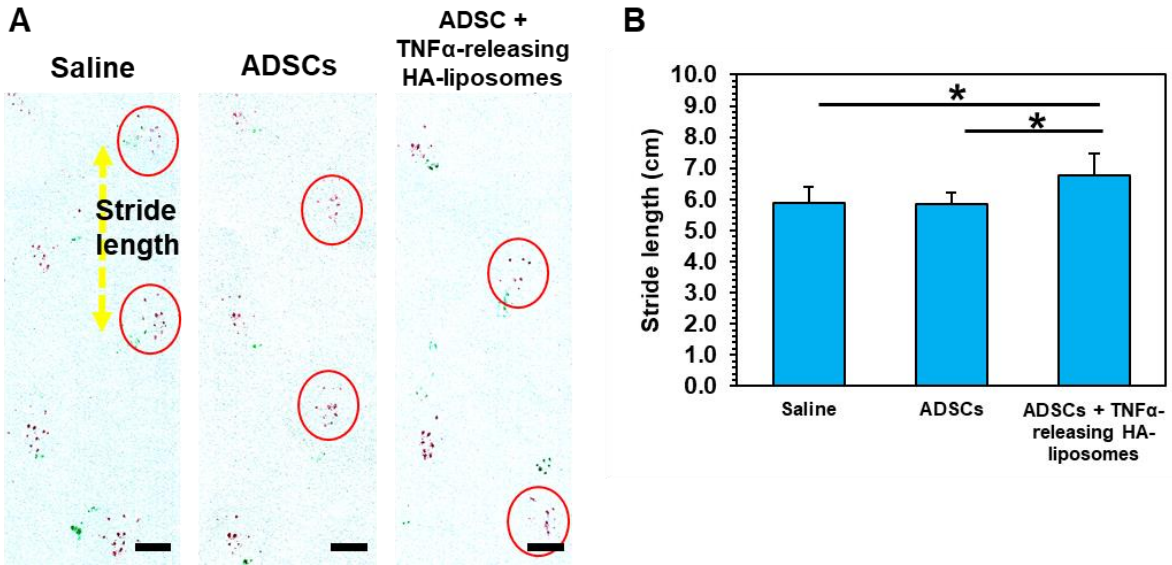 A
Saline
ADSCs
ADSC +
TNFα-releasing
HA-liposomes
Stride
length
B
Stride length (cm)
10.0
9.0
8.0
7.0
6.0
5.0
4.0
3.0
2.0
1.0
0.0
*
*
Saline
ADSCs
ADSCs + TNFα-
releasing HA-
liposomes